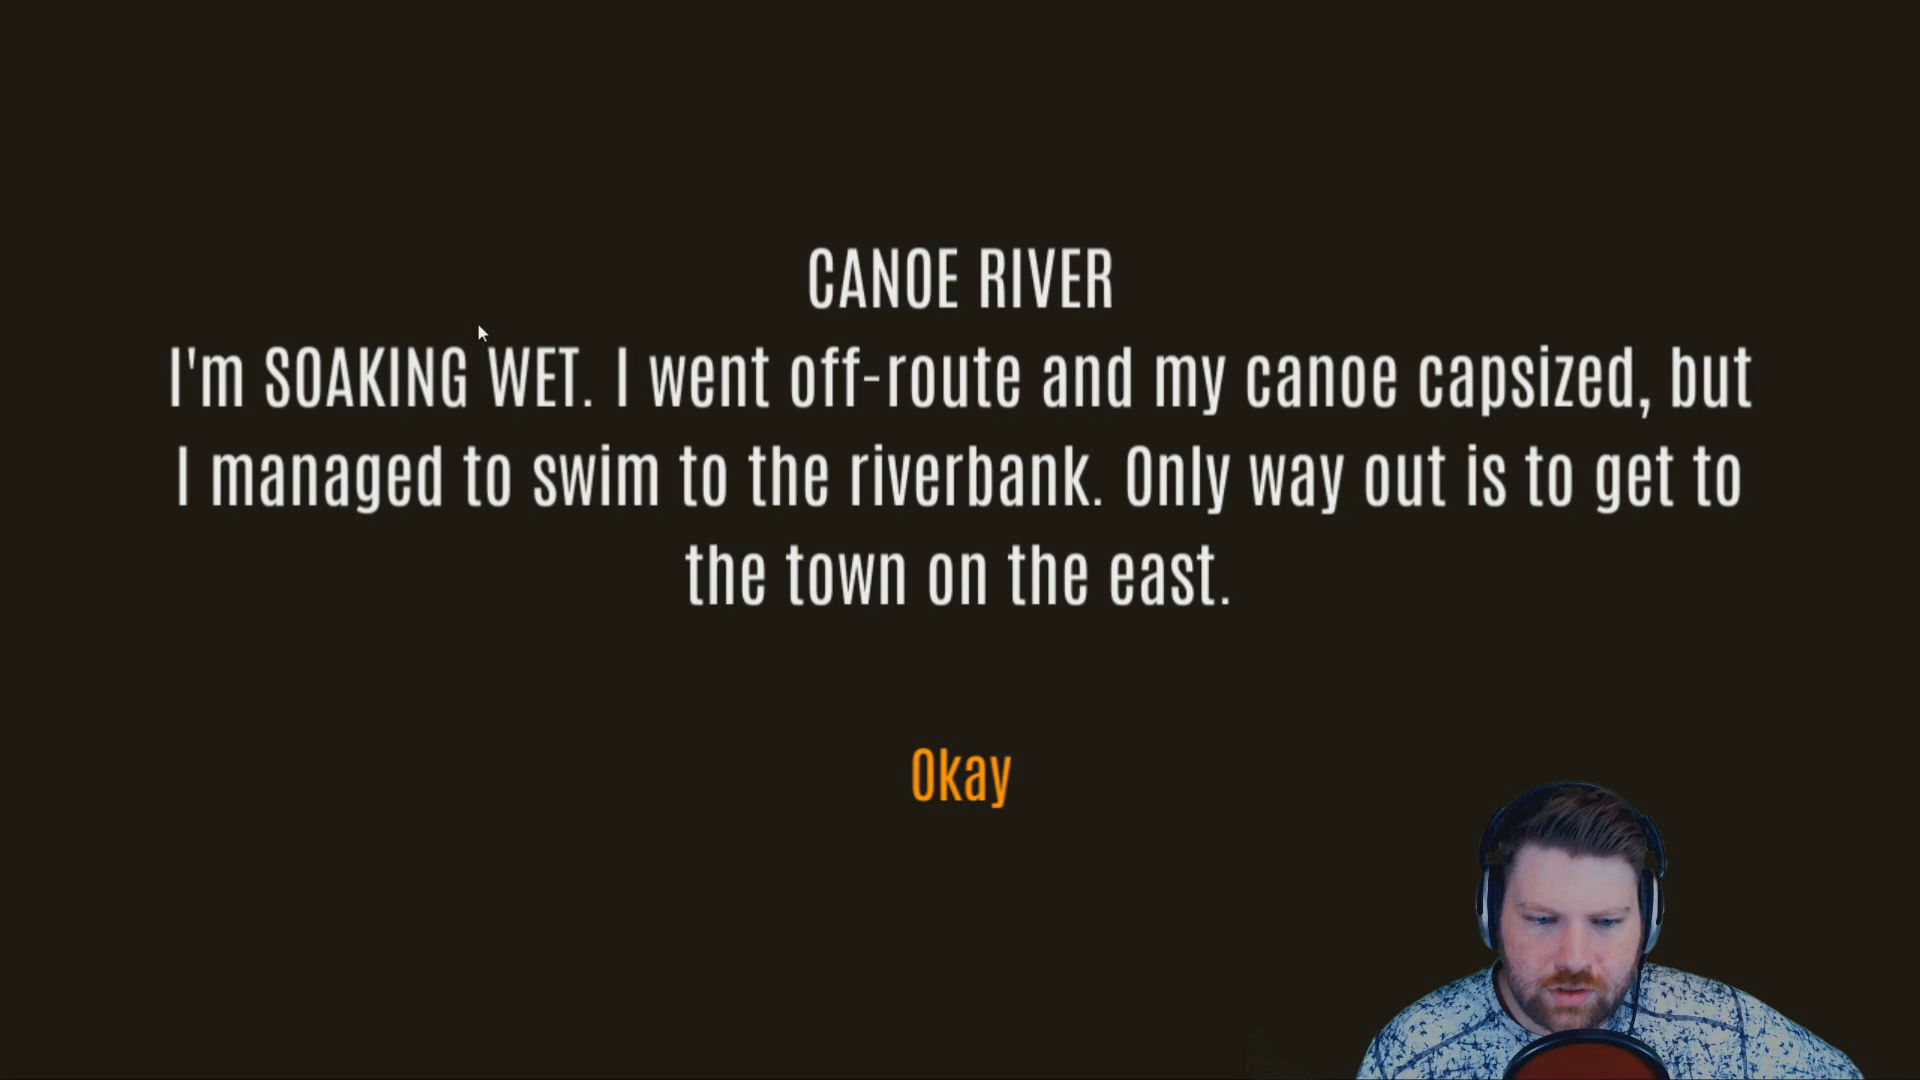 CANOE RIVER
I'm SOAKING WET. I went off-route and my canoe capsized, but
I managed to swim to the riverbank. Only way out is to get to
the town on the east.
Okay